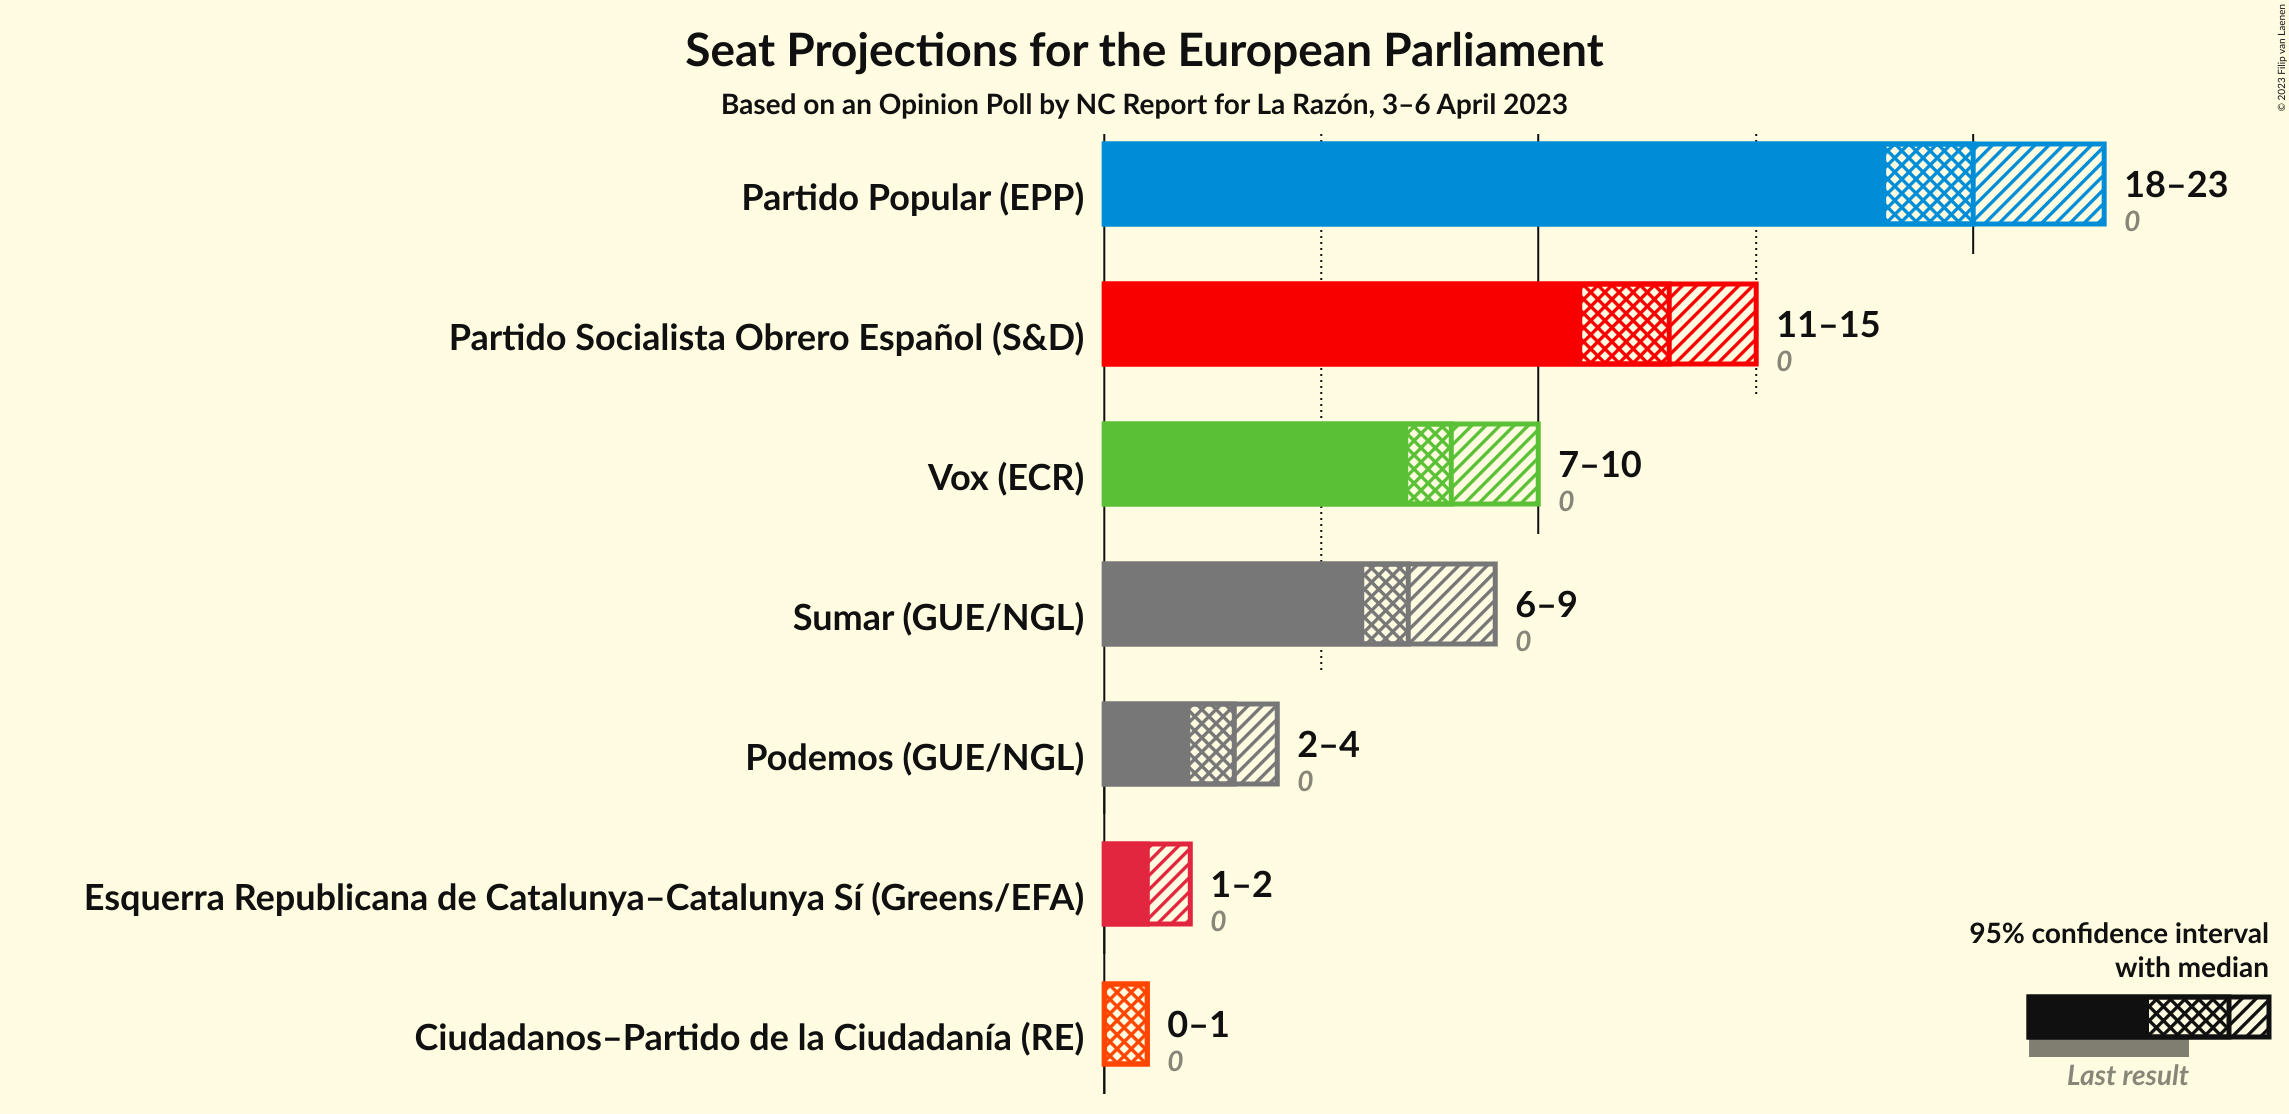 Seat Projections for the European Parliament
Based on an Opinion Poll by NC Report for La Razón, 3–6 April 2023
© 2023 Filip van Laenen
Partido Popular (EPP)
18–23
0
Partido Socialista Obrero Español (S&D)
11–15
0
Vox (ECR)
7–10
0
Sumar (GUE/NGL)
6–9
0
Podemos (GUE/NGL)
2–4
0
Esquerra Republicana de Catalunya–Catalunya Sí (Greens/EFA)
1–2
0
Ciudadanos–Partido de la Ciudadanía (RE)
0–1
0
95% confidence interval
with median
Last result